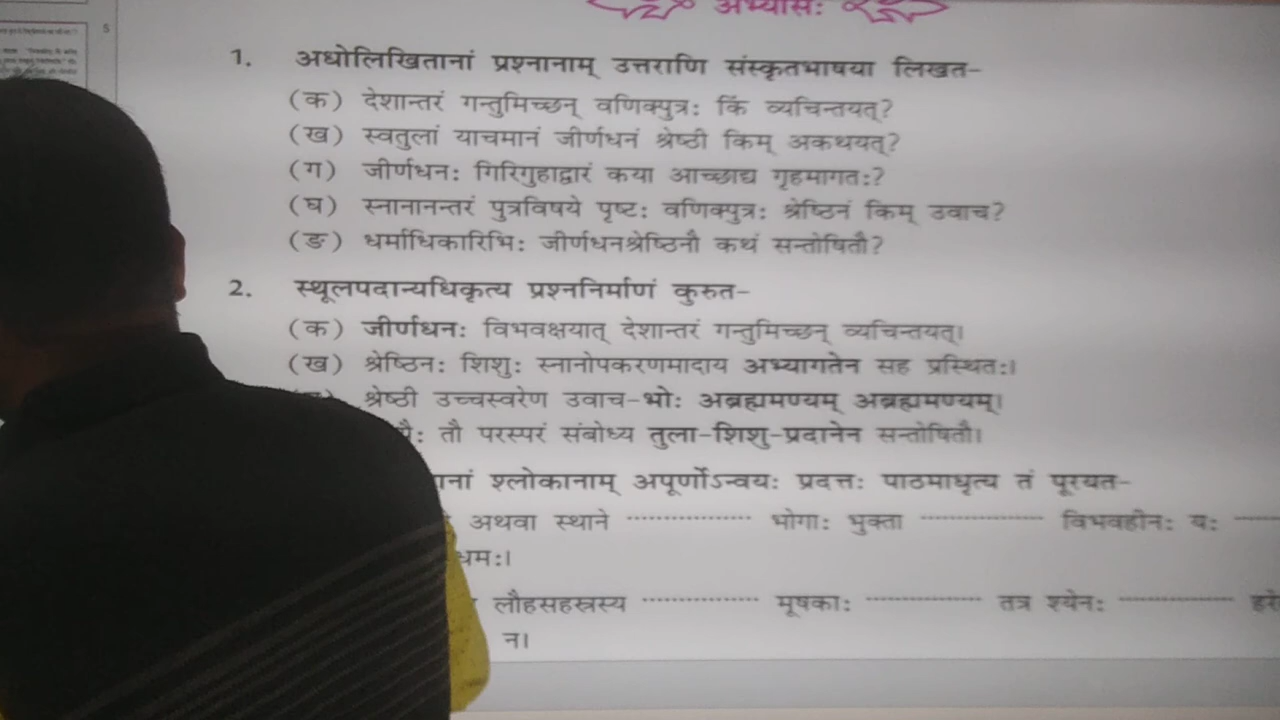 अभ्यासः
1. अधोलिखितानां प्रश्नानाम् उत्तराणि संस्कृतभाषया लिखत-
(क) देशान्तरं गन्तुमिच्छन् वणिक्पुत्रः किं व्यचिन्तयत्?
(ख) स्वतुलां याचमानं जीर्णधनं श्रेष्ठी किम् अकथयत्?
(ग) जीर्णधनः गिरिगुहाद्वारं कया आच्छाद्य गृहमागतः?
(घ) स्नानानन्तरं पुत्रविषये पृष्टः वणिक्पुत्रः श्रेष्ठिनं किम् उवाच?
(ङ) धर्माधिकारिभिः जीर्णधनश्रेष्ठिनौ कथं सन्तोषितौ?
2. स्थूलपदान्यधिकृत्य प्रश्ननिर्माणं कुरुत-
(क) जीर्णधनः विभवक्षयात् देशान्तरं गन्तुमिच्छन् व्यचिन्तयत्।
(ख) श्रेष्ठिनः शिशुः स्नानोपकरणमादाय अभ्यागतेन सह प्रस्थितः।
श्रेष्ठी उच्चस्वरेण उवाच-भोः अब्रह्मण्यम् अब्रह्मण्यम्।
तौ परस्परं संबोध्य तुला-शिशु-प्रदानेन सन्तोषितौ।
श्लोकानाम् अपूर्णोऽन्वयः प्रदत्तः पाठमाधृत्य तं पूरयत-
अथवा स्थाने ................ भोगाः भुक्ता ................ विभवहीनः यः
लौहसहस्रस्य ................ मूषकाः ................ तत्र श्येनः ................
न।